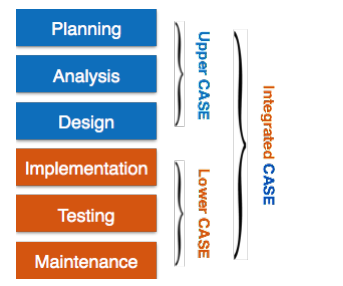 Planning
Analysis
Design
Implementation
Testing
Maintenance
Upper CASE
Lower CASE
Integrated CASE